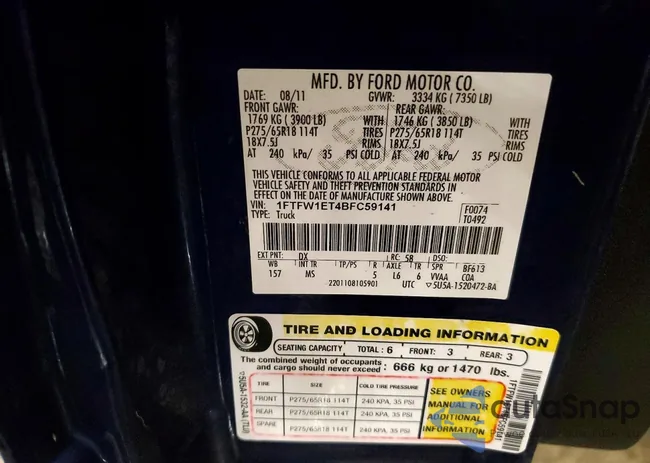 MFD. BY FORD MOTOR CO.
DATE: 08/11 GVWR: 3334 KG ( 7350 LB)
FRONT GAWR: REAR GAWR:
1769 KG ( 3900 LB) WITH 1746 KG ( 3850 LB) WITH
P275/65R18 114T TIRES P275/65R18 114T TIRES
18X7.5J RIMS 18X7.5J RIMS
AT 240 kPa/ 35 PSI COLD AT 240 kPa/ 35 PSI COLD
THIS VEHICLE CONFORMS TO ALL APPLICABLE FEDERAL MOTOR
VEHICLE SAFETY AND THEFT PREVENTION STANDARDS IN
EFFECT ON THE DATE OF MANUFACTURE SHOWN ABOVE.
VIN: 1FTFW1ET4BFC59141 F0074
TYPE: Truck T0492
EXT PNT: DX RC: SB DSO:
WB INT TR TP/PS R AXLE TR SPR BF613
157 MS 5 L6 6 VVAA COA
2201108105901 UTC ▽5U5A-1520472-BA
TIRE AND LOADING INFORMATION
SEATING CAPACITY TOTAL: 6 FRONT: 3 REAR: 3
The combined weight of occupants
and cargo should never exceed: 666 kg or 1470 lbs.
TIRE SIZE COLD TIRE PRESSURE
FRONT P275/65R18 114T 240 KPA, 35 PSI
REAR P275/65R18 114T 240 KPA, 35 PSI
SPARE P275/65R18 114T 240 KPA, 35 PSI
SEE OWNERS
MANUAL FOR
ADDITIONAL
INFORMATION
autoSnap